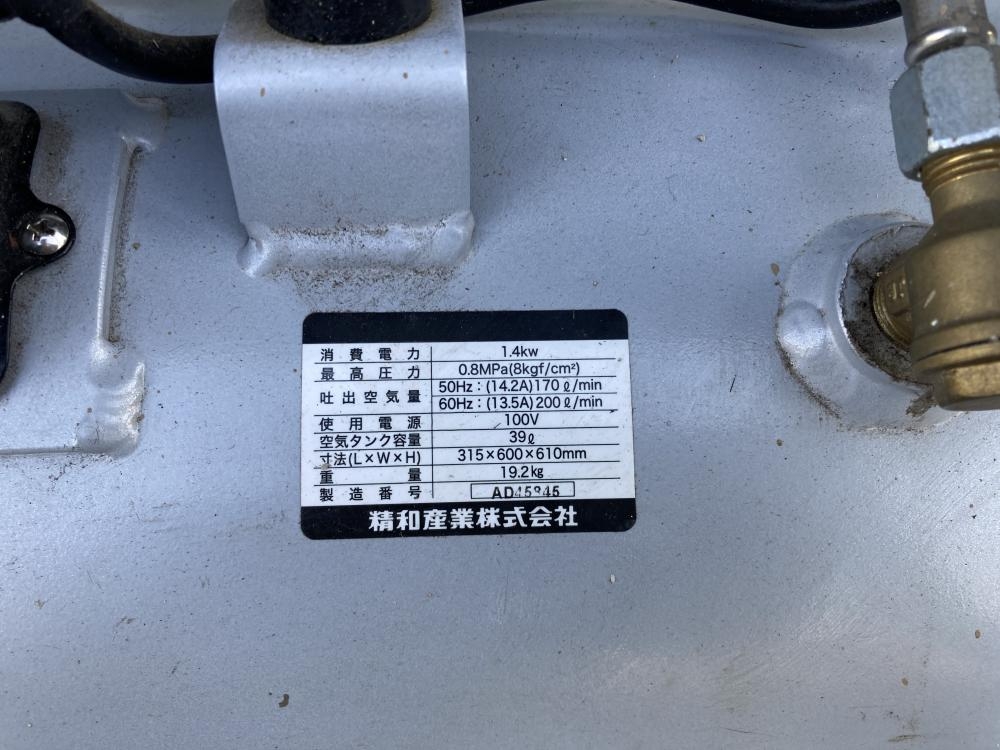 消費電力 1.4kw
最高圧力 0.8MPa(8kgf/cm²)
吐出空気量 50Hz：(14.2A)170ℓ/min
60Hz：(13.5A)200ℓ/min
使用電源 100V
空気タンク容量 39ℓ
寸法(L×W×H) 315×600×610mm
重量 19.2kg
製造番号
精和産業株式会社